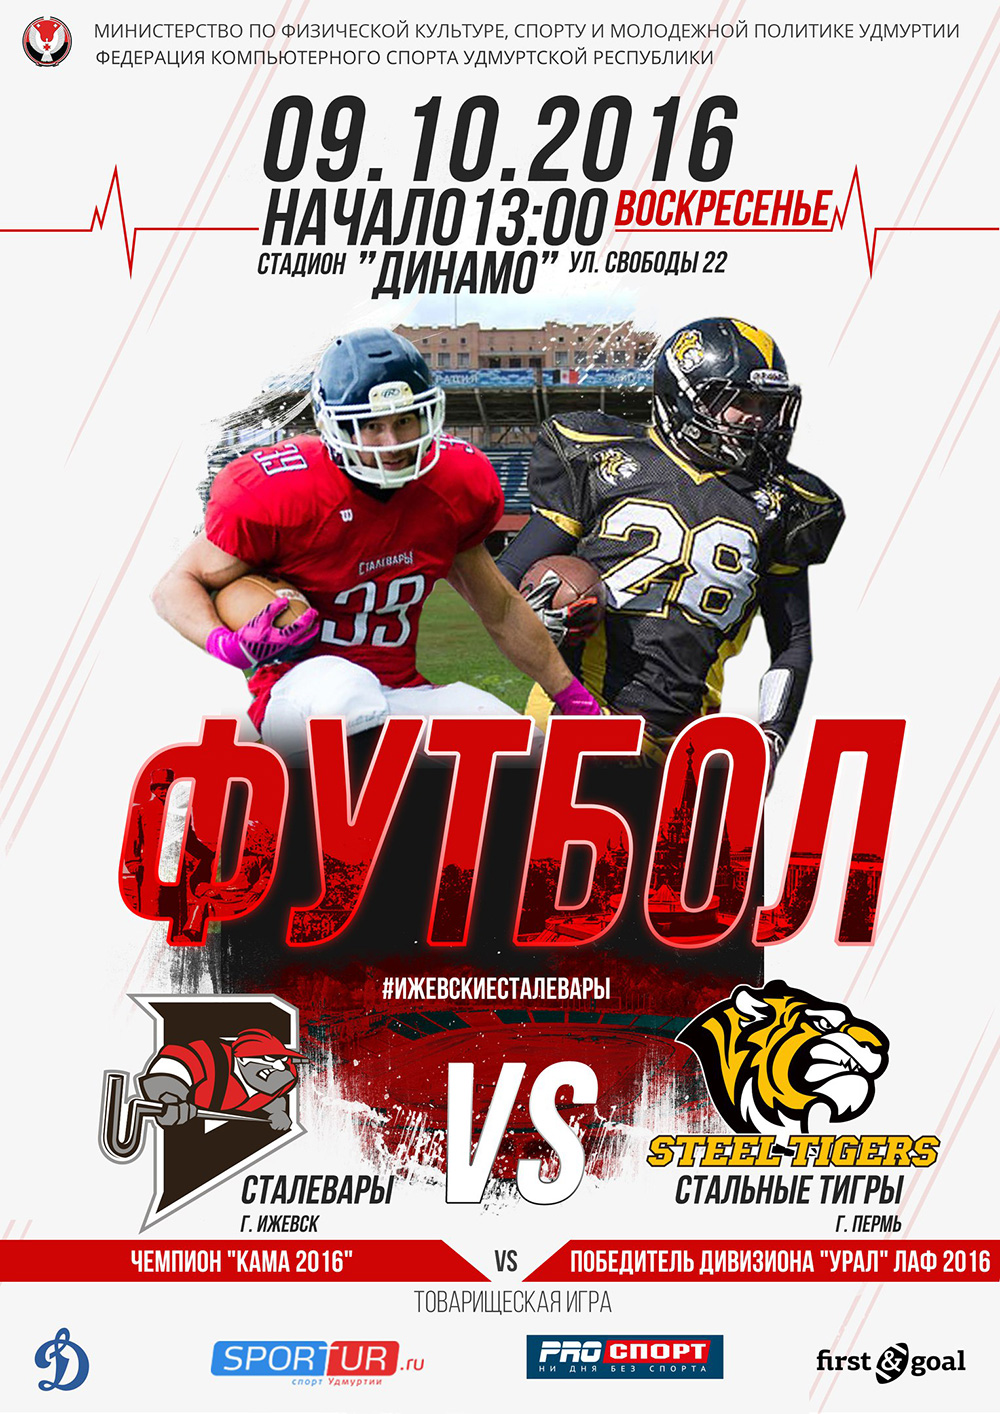 МИНИСТЕРСТВО ПО ФИЗИЧЕСКОЙ КУЛЬТУРЕ, СПОРТУ И МОЛОДЕЖНОЙ ПОЛИТИКЕ УДМУРТИИ
ФЕДЕРАЦИЯ КОМПЬЮТЕРНОГО СПОРТА УДМУРТСКОЙ РЕСПУБЛИКИ
09.10.2016
НАЧАЛО 13:00 ВОСКРЕСЕНЬЕ
СТАДИОН "ДИНАМО" УЛ. СВОБОДЫ 22
39
W
СТАЛЕВАРЫ
39
28
ФУТБОЛ
#ИЖЕВСКИЕСТАЛЕВАРЫ
VS
STEEL TIGERS
СТАЛЕВАРЫ
Г. ИЖЕВСК
СТАЛЬНЫЕ ТИГРЫ
Г. ПЕРМЬ
ЧЕМПИОН "КАМА 2016" VS ПОБЕДИТЕЛЬ ДИВИЗИОНА "УРАЛ" ЛАФ 2016
ТОВАРИЩЕСКАЯ ИГРА
Д
SPORTUR.ru
спорт Удмуртии
PRO СПОРТ
НИ ДНЯ БЕЗ СПОРТА
first & goal